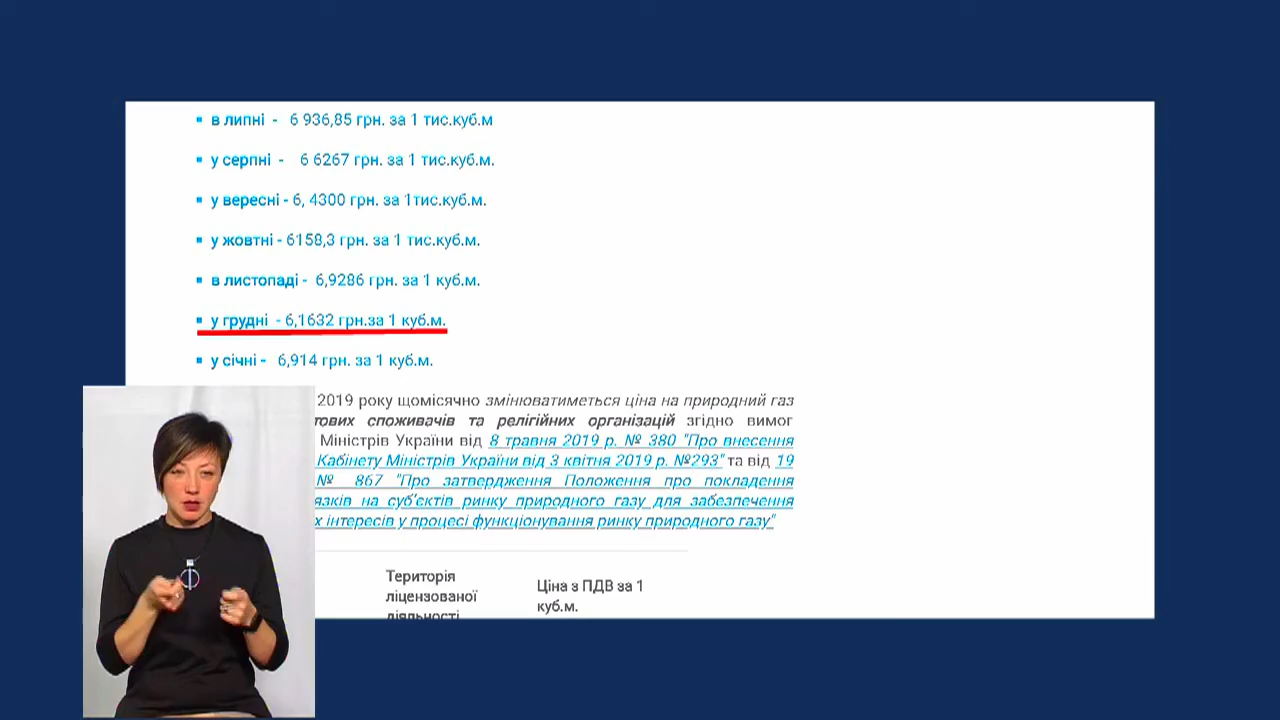 в липні - 6 936,85 грн. за 1 тис.куб.м
у серпні - 6 6267 грн. за 1 тис.куб.м.
у вересні - 6, 4300 грн. за 1тис.куб.м.
у жовтні - 6158,3 грн. за 1 тис.куб.м.
в листопаді - 6,9286 грн. за 1 куб.м.
у грудні - 6,1632 грн.за 1 куб.м.
у січні - 6,914 грн. за 1 куб.м.
2019 року щомісячно змінюватиметься ціна на природний газ
тових споживачів та релігійних організацій згідно вимог
Міністрів України від 8 травня 2019 р. № 380 "Про внесення
Кабінету Міністрів України від 3 квітня 2019 р. №293" та від 19
№ 867 "Про затвердження Положення про покладення
язків на суб'єктів ринку природного газу для забезпечення
х інтересів у процесі функціонування ринку природного газу"
Територія
ліцензованої
діяльності
Ціна з ПДВ за 1
куб.м.